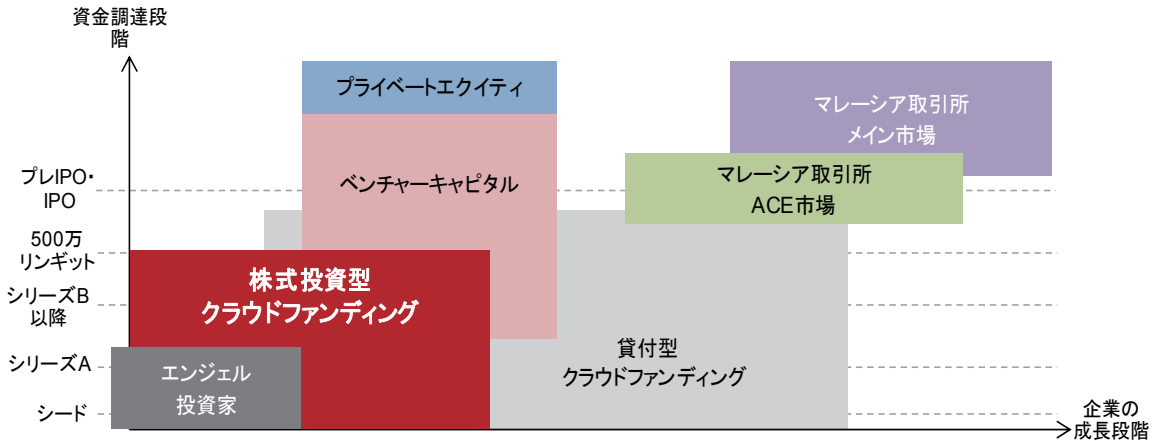 資金調達段
階
プライベートエクイティ
マレーシア取引所
メイン市場
ベンチャーキャピタル
マレーシア取引所
ACE市場
プレIPO・
IPO
500万
リンギット
株式投資型
クラウドファンディング
シリーズB
以降
貸付型
クラウドファンディング
シリーズA
エンジェル
投資家
シード
企業の
成長段階